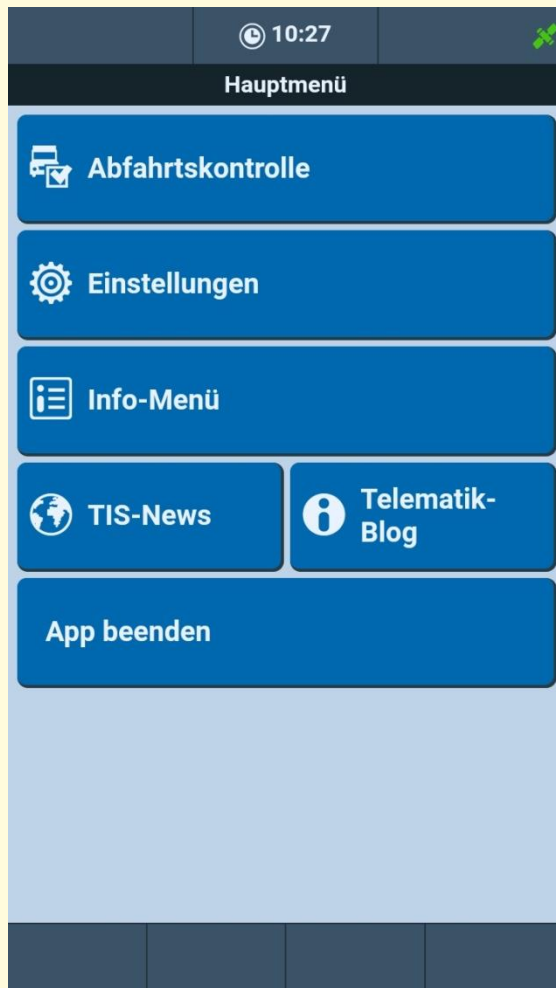 10:27
Hauptmenü
Abfahrtskontrolle
Einstellungen
Info-Menü
TIS-News
Telematik-
Blog
App beenden